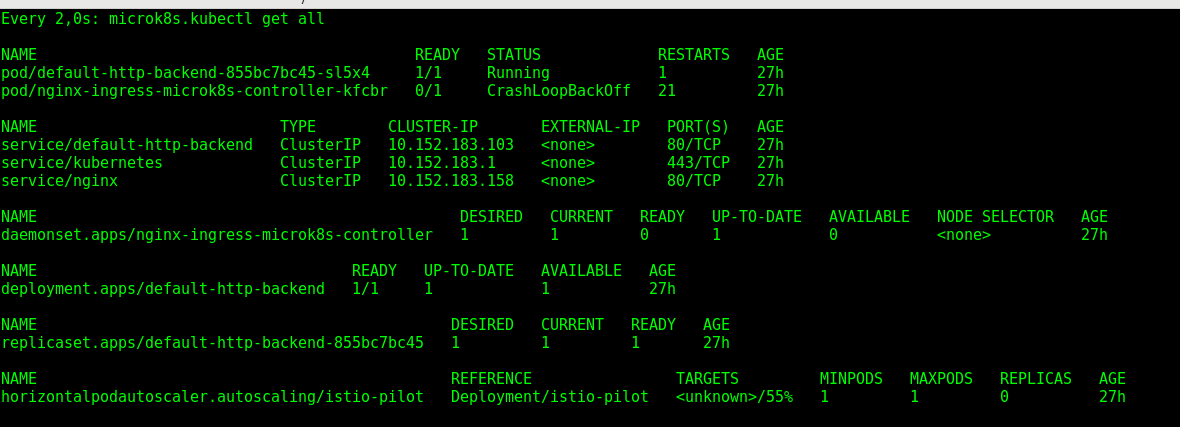 Every 2,0s: microk8s.kubectl get all
NAME READY STATUS RESTARTS AGE
pod/default-http-backend-855bc7bc45-sl5x4 1/1 Running 1 27h
pod/nginx-ingress-microk8s-controller-kfcbr 0/1 CrashLoopBackOff 21 27h
NAME TYPE CLUSTER-IP EXTERNAL-IP PORT(S) AGE
service/default-http-backend ClusterIP 10.152.183.103 <none> 80/TCP 27h
service/kubernetes ClusterIP 10.152.183.1 <none> 443/TCP 27h
service/nginx ClusterIP 10.152.183.158 <none> 80/TCP 27h
NAME DESIRED CURRENT READY UP-TO-DATE AVAILABLE NODE SELECTOR AGE
daemonset.apps/nginx-ingress-microk8s-controller 1 1 0 1 0 <none> 27h
NAME READY UP-TO-DATE AVAILABLE AGE
deployment.apps/default-http-backend 1/1 1 1 27h
NAME DESIRED CURRENT READY AGE
replicaset.apps/default-http-backend-855bc7bc45 1 1 1 27h
NAME REFERENCE TARGETS MINPODS MAXPODS REPLICAS AGE
horizontalpodautoscaler.autoscaling/istio-pilot Deployment/istio-pilot <unknown>/55% 1 1 0 27h